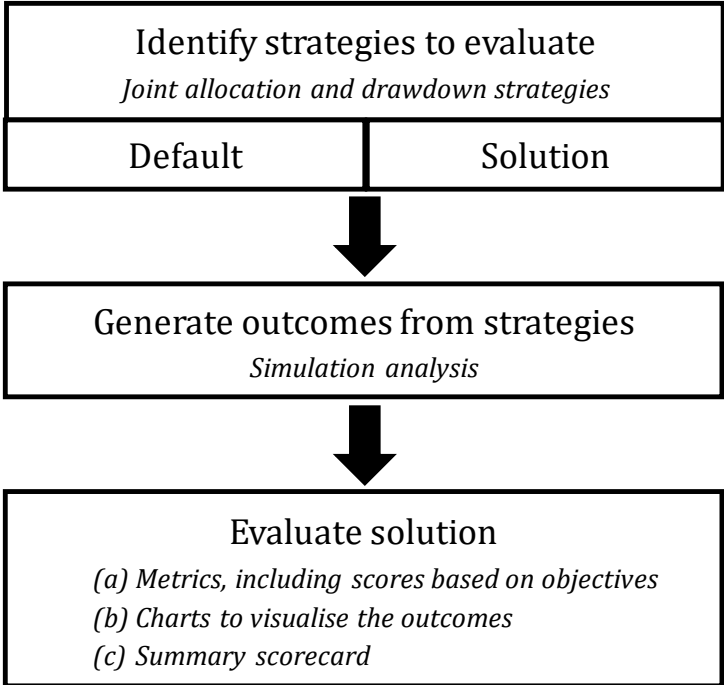 Identify strategies to evaluate
Joint allocation and drawdown strategies
Default
Solution
Generate outcomes from strategies
Simulation analysis
Evaluate solution
(a) Metrics, including scores based on objectives
(b) Charts to visualise the outcomes
(c) Summary scorecard